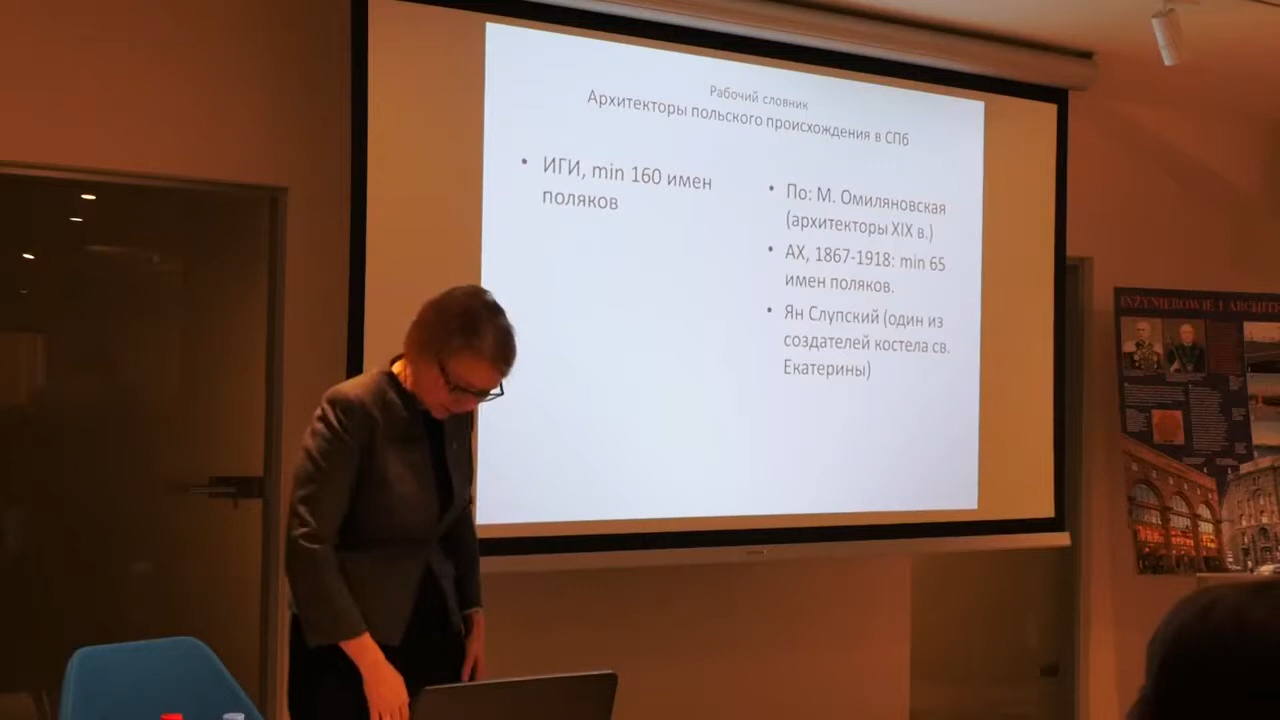 Рабочий словник
Архитекторы польского происхождения в СПб
• ИГИ, min 160 имен
поляков
• По: М. Омиляновская
(архитекторы XIX в.)
• АХ, 1867-1918: min 65
имен поляков.
• Ян Слупский (один из
создателей костела св.
Екатерины)
INŻYNIEROWIE I ARCHITE